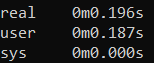 real    0m0.196s
user    0m0.187s
sys     0m0.000s